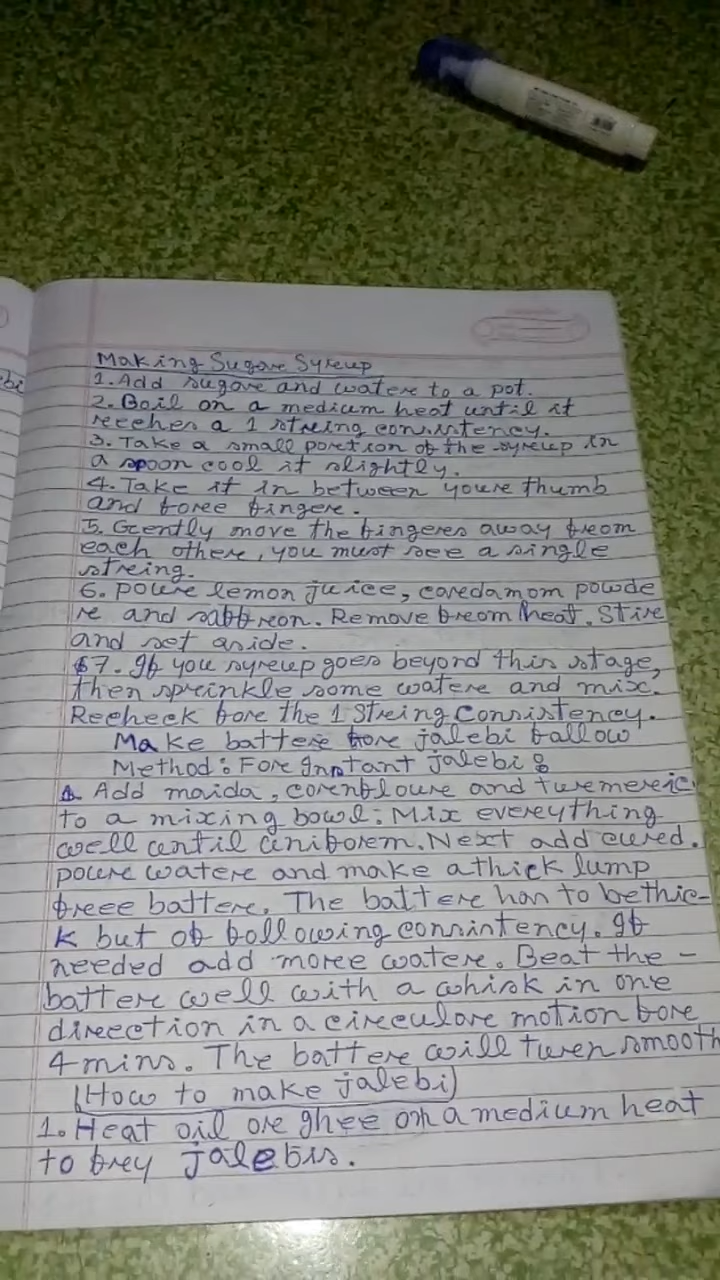 Making Sugar Syrup
1. Add sugar and water to a pot.
2. Boil on a medium heat until it
reeches a 1 string consistency.
3. Take a small portion of the syrup in
a spoon cool it slightly.
4. Take it in between your thumb
and fore finger.
5. Gently move the fingers away from
each other, you must see a single
string.
6. pour lemon juice, cardamom powde
r and saffron. Remove from heat. Stir
and set aside.
7. If you syrup goes beyond this stage,
then sprinkle some water and mix.
Recheck for the 1 String Consistency.
Make batter for jalebi fallow
Method: For Instant jalebi :
1. Add maida, cornflour and turmeric
to a mixing bowl. Mix everything
well until uniform. Next add curd.
pour water and make a thick lump
free batter. The batter has to be thic-
k but of following consistency. If
needed add more water. Beat the -
batter well with a whisk in one
direction in a circular motion for
4 mins. The batter will turn smooth
(How to make jalebi)
1. Heat oil or ghee on a medium heat
to fry jalebis.